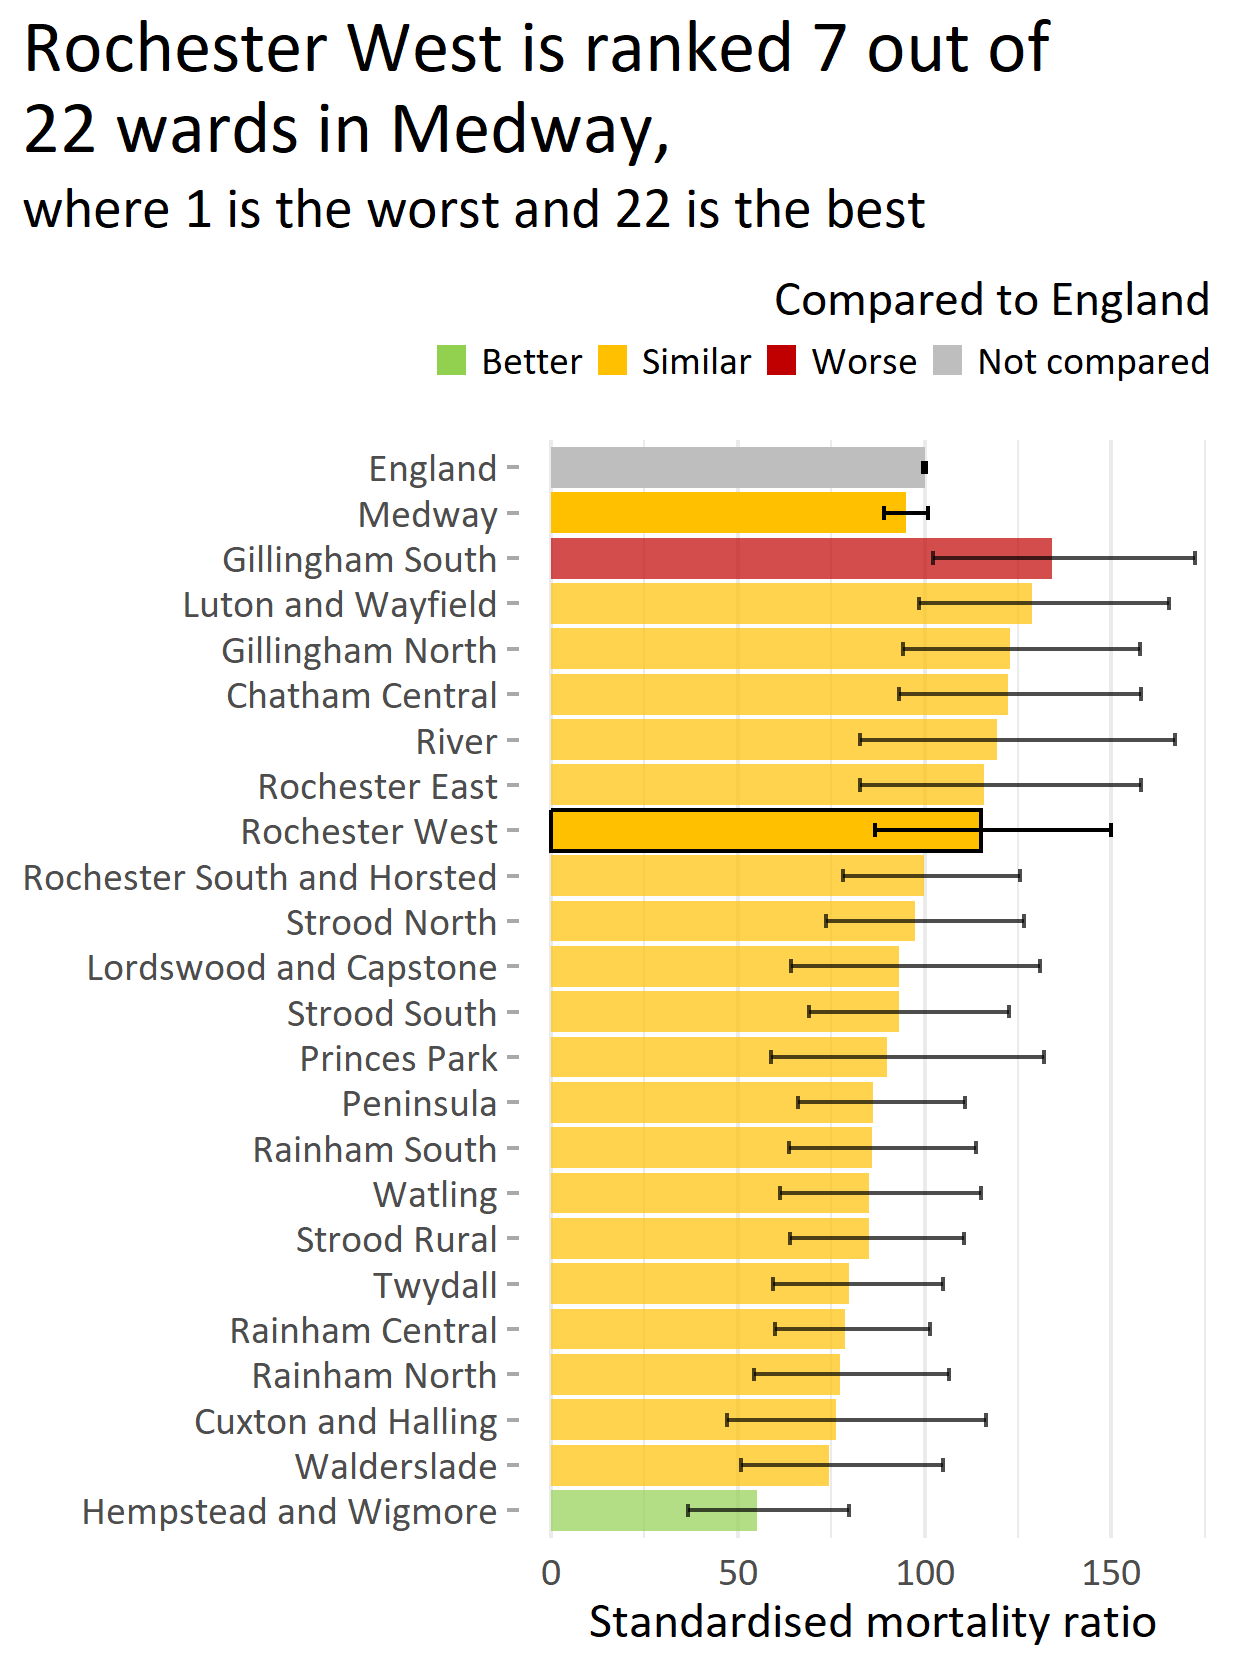 Rochester West is ranked 7 out of
22 wards in Medway,
where 1 is the worst and 22 is the best
Compared to England
Better Similar Worse Not compared
England
Medway
Gillingham South
Luton and Wayfield
Gillingham North
Chatham Central
River
Rochester East
Rochester West
Rochester South and Horsted
Strood North
Lordswood and Capstone
Strood South
Princes Park
Peninsula
Rainham South
Watling
Strood Rural
Twydall
Rainham Central
Rainham North
Cuxton and Halling
Walderslade
Hempstead and Wigmore
0 50 100 150
Standardised mortality ratio